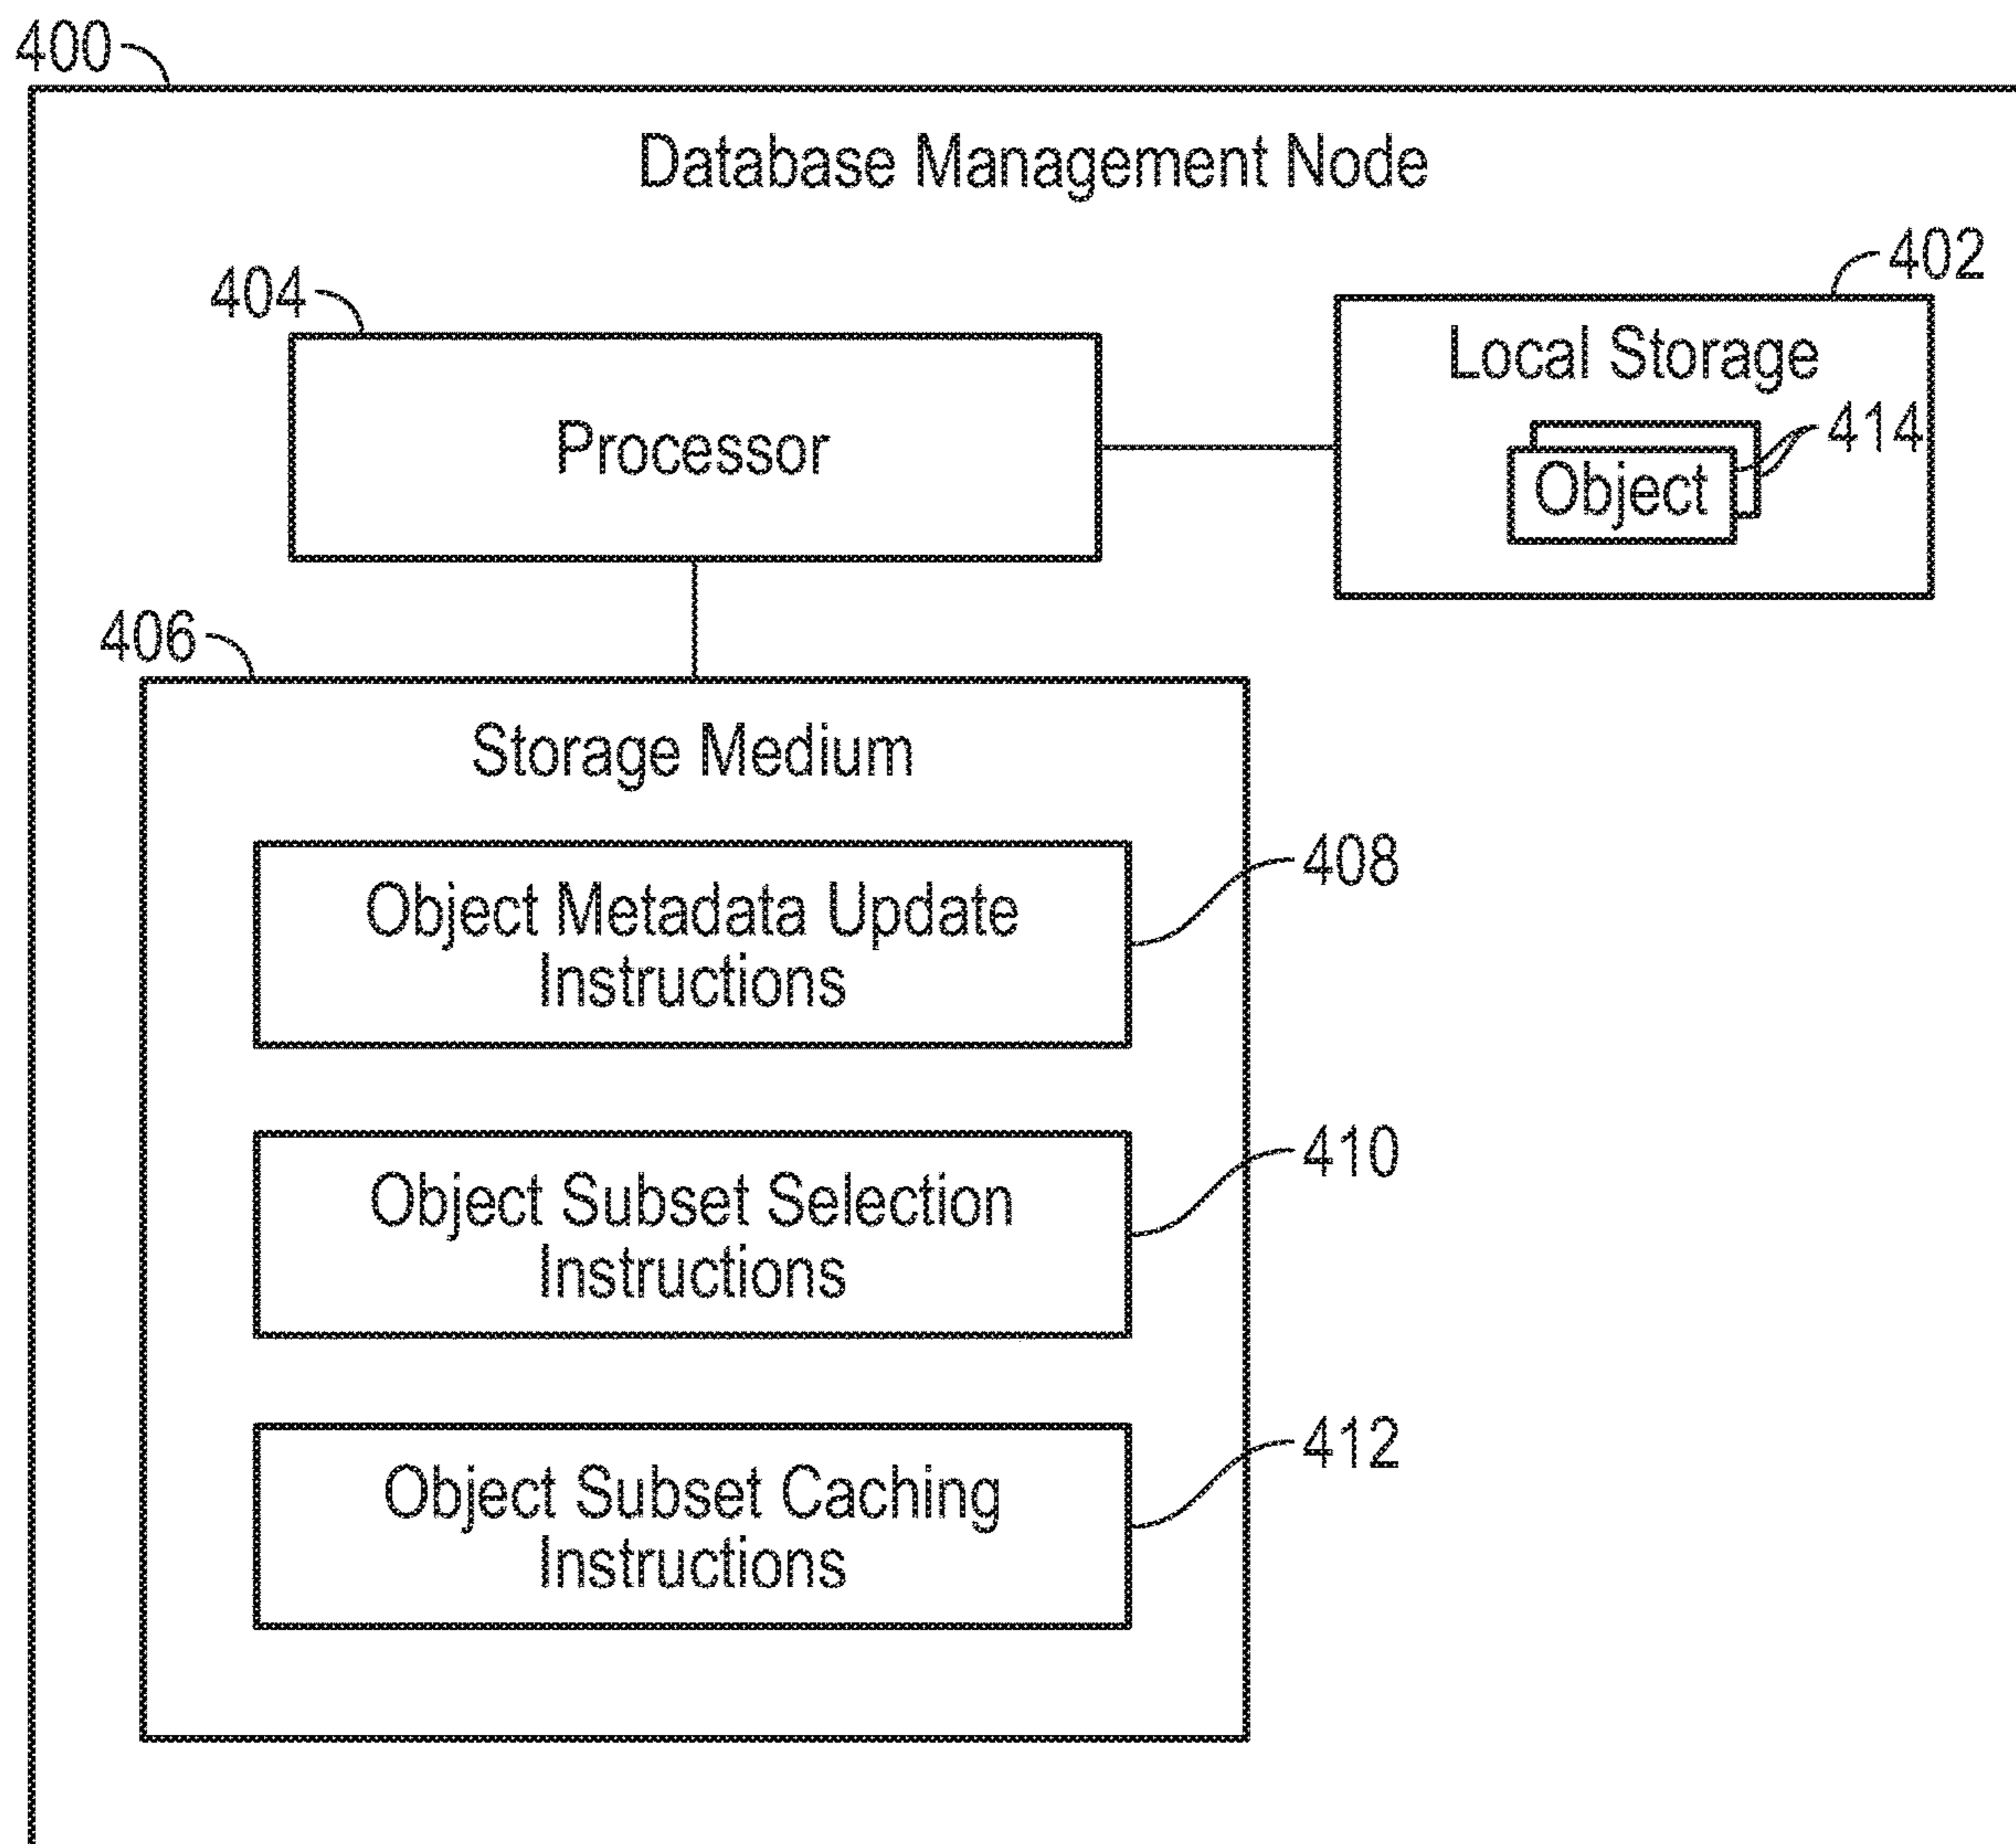 400
Database Management Node
402
404
Local Storage
Processor
414
Object
406
Storage Medium
Object Metadata Update
Instructions
408
Object Subset Selection
Instructions
410
Object Subset Caching
Instructions
412